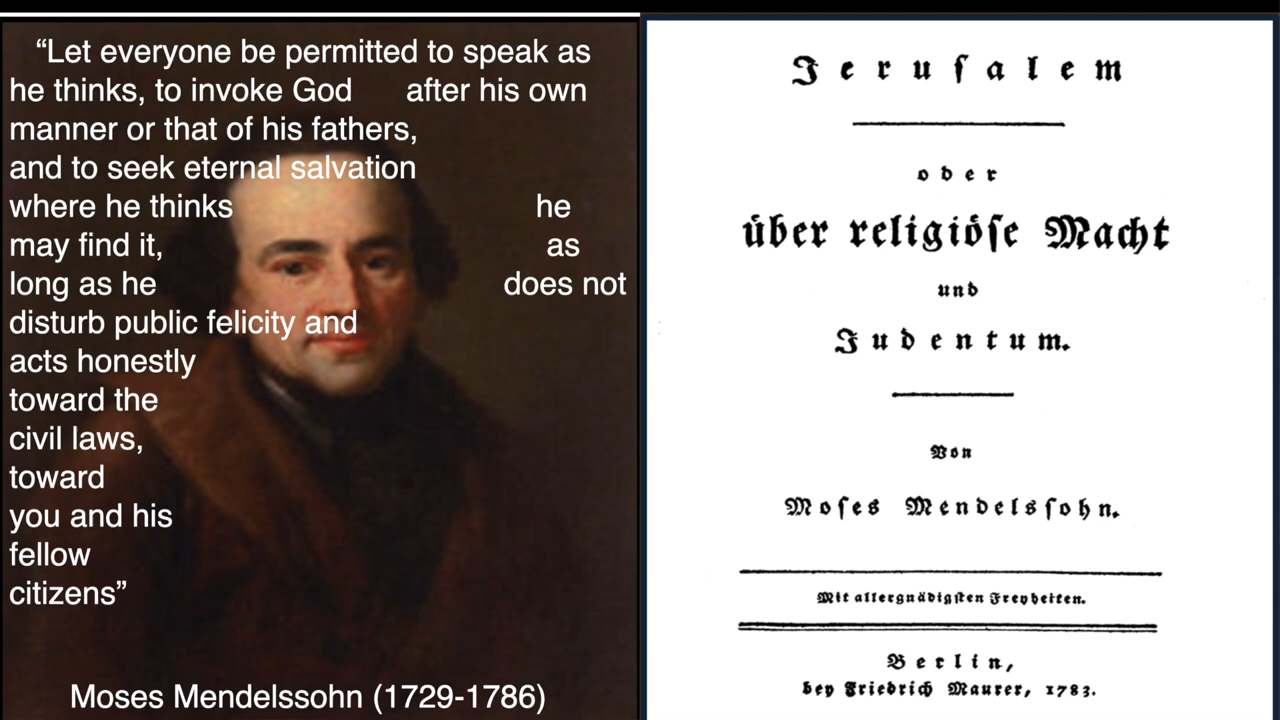 “Let everyone be permitted to speak as
he thinks, to invoke God after his own
manner or that of his fathers,
and to seek eternal salvation
where he thinks he
may find it, as
long as he does not
disturb public felicity and
acts honestly
toward the
civil laws,
toward
you and his
fellow
citizens”
Moses Mendelssohn (1729-1786)
Jeruſalem
oder
über religiöſe Macht
und
Judentum.
Von
Moſes Mendelsſohn.
Mit allergnädigſten Freyheiten.
Berlin,
bey Friedrich Maurer, 1783.